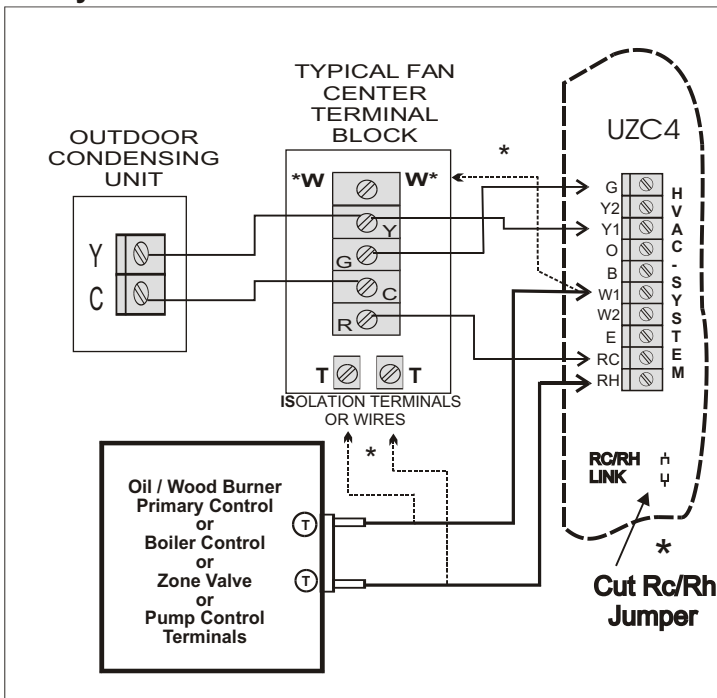 TYPICAL FAN
CENTER
TERMINAL
BLOCK
OUTDOOR
CONDENSING
UNIT
Y
C
*W
W*
Y
G
C
R
T
T
ISOLATION TERMINALS
OR WIRES
*
*
UZC4
G
Y2
Y1
O
B
W1
W2
E
RC
RH
HVAC-SYSTEM
RC/RH
LINK
*
Cut Rc/Rh
Jumper
Oil / Wood Burner
Primary Control
or
Boiler Control
or
Zone Valve
or
Pump Control
Terminals
T
T